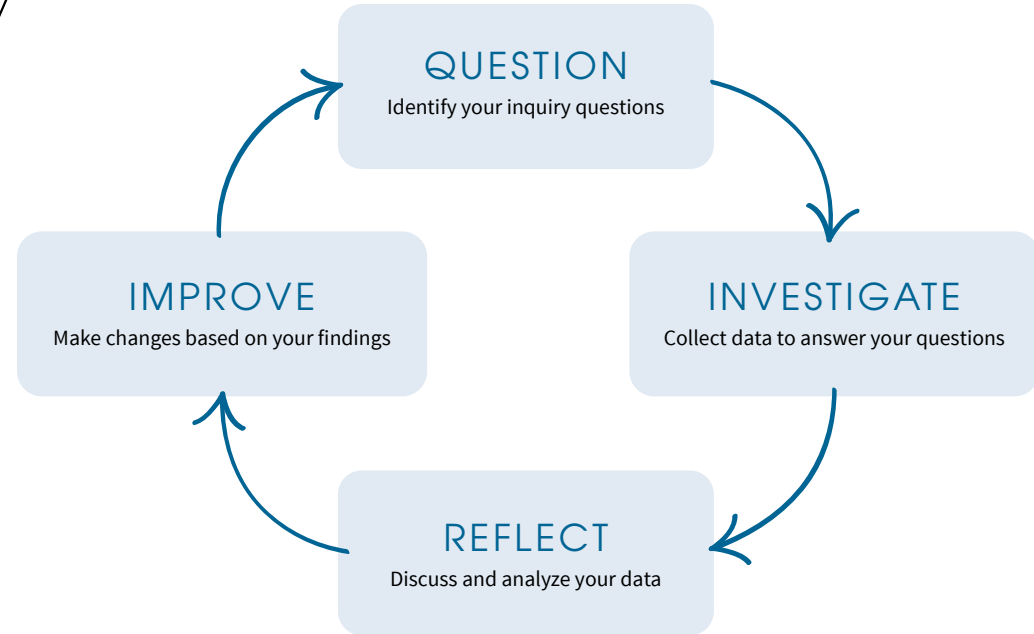 QUESTION
Identify your inquiry questions
INVESTIGATE
Collect data to answer your questions
REFLECT
Discuss and analyze your data
IMPROVE
Make changes based on your findings